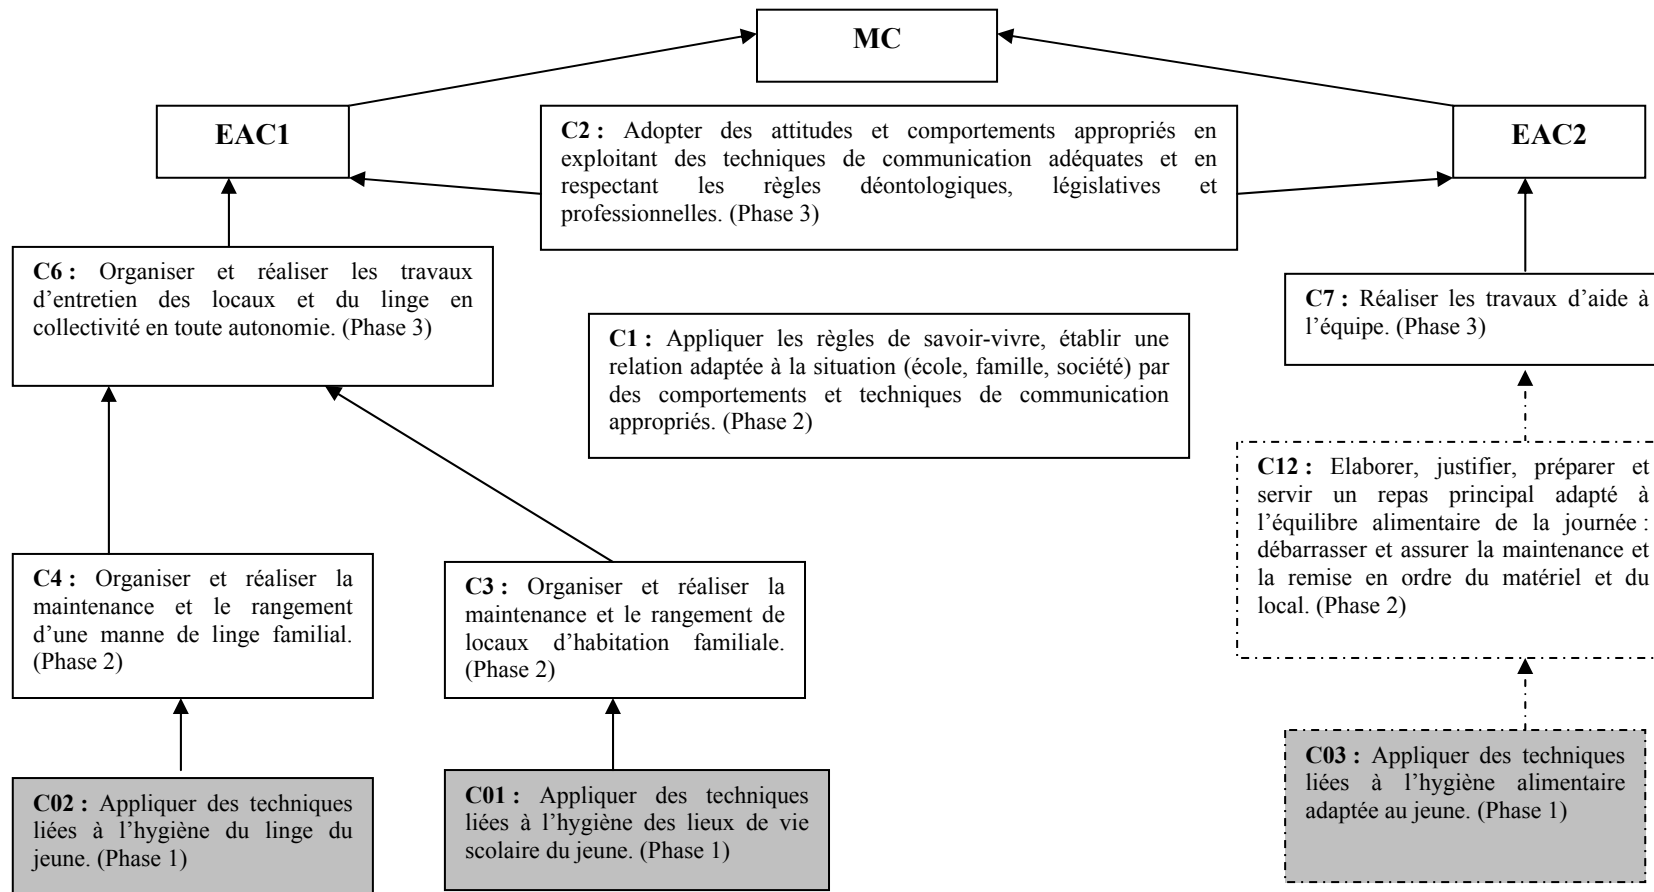 MC
EAC1
C2 : Adopter des attitudes et comportements appropriés en
exploitant des techniques de communication adéquates et en
respectant les règles déontologiques, législatives et
professionnelles. (Phase 3)
EAC2
C6 : Organiser et réaliser les travaux
d’entretien des locaux et du linge en
collectivité en toute autonomie. (Phase 3)
C7 : Réaliser les travaux d’aide à
l’équipe. (Phase 3)
C1 : Appliquer les règles de savoir-vivre, établir une
relation adaptée à la situation (école, famille, société) par
des comportements et techniques de communication
appropriés. (Phase 2)
C12 : Elaborer, justifier, préparer et
servir un repas principal adapté à
l’équilibre alimentaire de la journée :
débarrasser et assurer la maintenance et
la remise en ordre du matériel et du
local. (Phase 2)
C4 : Organiser et réaliser la
maintenance et le rangement
d’une manne de linge familial.
(Phase 2)
C3 : Organiser et réaliser la
maintenance et le rangement de
locaux d’habitation familiale.
(Phase 2)
C02 : Appliquer des techniques
liées à l’hygiène du linge du
jeune. (Phase 1)
C01 : Appliquer des techniques
liées à l’hygiène des lieux de vie
scolaire du jeune. (Phase 1)
C03 : Appliquer des techniques
liées à l’hygiène alimentaire
adaptée au jeune. (Phase 1)